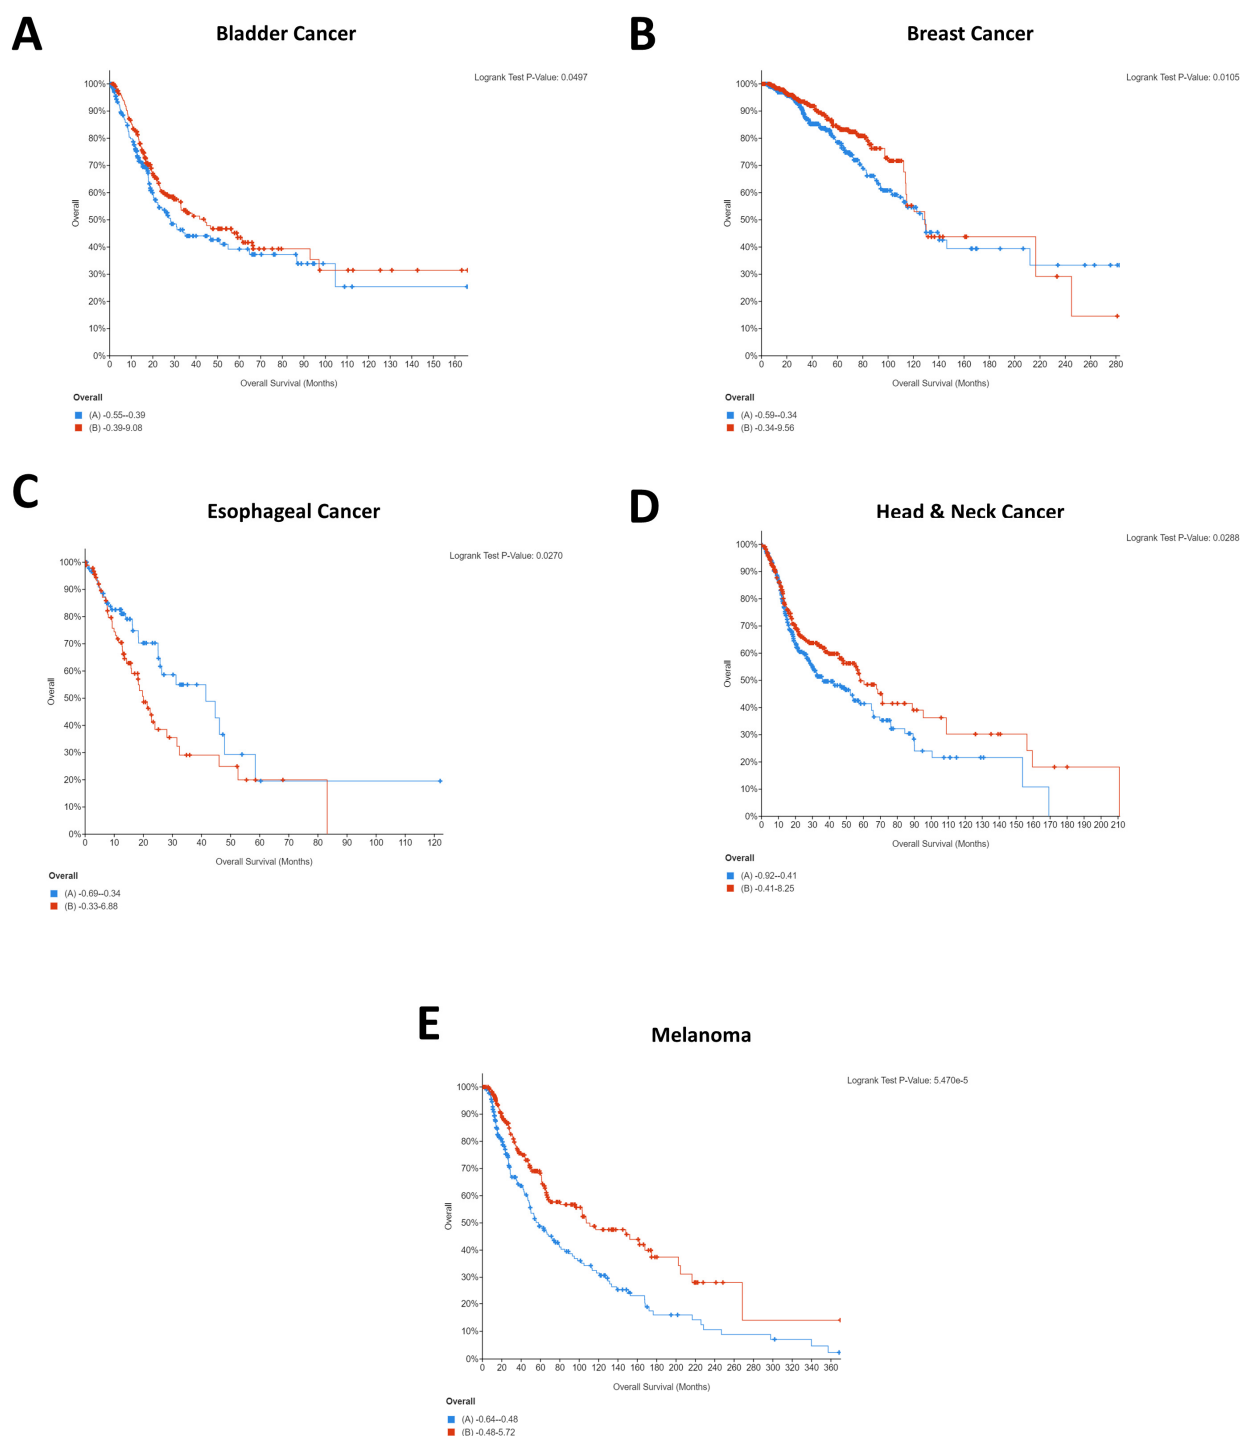 A
Bladder Cancer
Logrank Test P-Value: 0.0497
100%
90%
80%
70%
60%
50%
40%
30%
20%
10%
0%
Overall
0 10 20 30 40 50 60 70 80 90 100 110 120 130 140 150 160
Overall Survival (Months)
Overall
(A) -0.55--0.39
(B) -0.39-9.08
B
Breast Cancer
Logrank Test P-Value: 0.0105
100%
90%
80%
70%
60%
50%
40%
30%
20%
10%
0%
Overall
0 20 40 60 80 100 120 140 160 180 200 220 240 260 280
Overall Survival (Months)
Overall
(A) -0.59--0.34
(B) -0.34-9.56
C
Esophageal Cancer
Logrank Test P-Value: 0.0270
100%
90%
80%
70%
60%
50%
40%
30%
20%
10%
0%
Overall
0 10 20 30 40 50 60 70 80 90 100 110 120
Overall Survival (Months)
Overall
(A) -0.69--0.34
(B) -0.33-6.88
D
Head & Neck Cancer
Logrank Test P-Value: 0.0288
100%
90%
80%
70%
60%
50%
40%
30%
20%
10%
0%
Overall
0 10 20 30 40 50 60 70 80 90 100 110 120 130 140 150 160 170 180 190 200 210
Overall Survival (Months)
Overall
(A) -0.92--0.41
(B) -0.41-8.25
E
Melanoma
Logrank Test P-Value: 5.470e-5
100%
90%
80%
70%
60%
50%
40%
30%
20%
10%
0%
Overall
0 20 40 60 80 100 120 140 160 180 200 220 240 260 280 300 320 340 360
Overall Survival (Months)
Overall
(A) -0.64--0.48
(B) -0.48-5.72